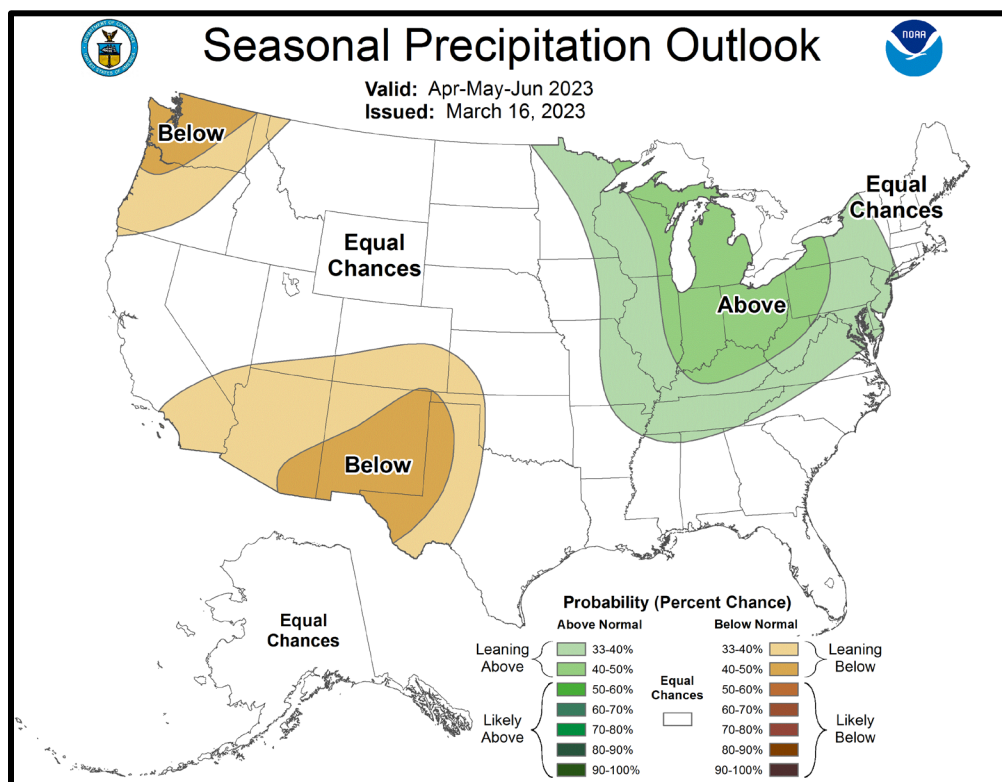 Seasonal Precipitation Outlook
NOAA
Valid: Apr-May-Jun 2023
Issued: March 16, 2023
Below
Equal
Chances
Equal
Chances
Above
Below
Equal
Chances
Probability (Percent Chance)
Above Normal
Below Normal
Leaning
Above
33-40%
40-50%
Likely
Above
50-60%
60-70%
70-80%
80-90%
90-100%
Equal
Chances
33-40%
40-50%
Leaning
Below
50-60%
60-70%
70-80%
80-90%
90-100%
Likely
Below